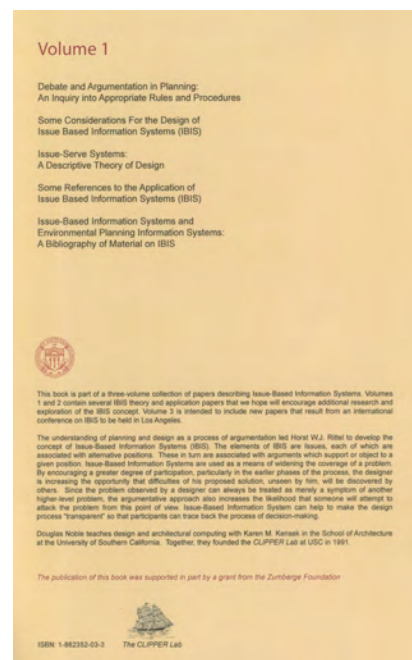 Volume 1
Debate and Argumentation in Planning:
An Inquiry into Appropriate Rules and Procedures
Some Considerations For the Design of
Issue Based Information Systems (IBIS)
Issue-Serve Systems:
A Descriptive Theory of Design
Some References to the Application of
Issue Based Information Systems (IBIS)
Issue-Based Information Systems and
Environmental Planning Information Systems:
A Bibliography of Material on IBIS
This book is part of a three-volume collection of papers describing Issue-Based Information Systems. Volumes
1 and 2 contain several IBIS theory and application papers that we hope will encourage additional research and
exploration of the IBIS concept. Volume 3 is intended to include new papers that result from an international
conference on IBIS to be held in Los Angeles.
The understanding of planning and design as a process of argumentation led Horst W.J. Rittel to develop the
concept of Issue-Based Information Systems (IBIS). The elements of IBIS are Issues, each of which are
associated with alternative positions. These in turn are associated with arguments which support or object to a
given position. Issue-Based Information Systems are used as a means of widening the coverage of a problem.
By encouraging a greater degree of participation, particularly in the earlier phases of the process, the designer
is increasing the opportunity that difficulties of his proposed solution, unseen by him, will be discovered by
others. Since the problem observed by a designer can always be treated as merely a symptom of another
higher-level problem, the argumentative approach also increases the likelihood that someone will attempt to
attack the problem from this point of view. Issue-Based Information System can help to make the design
process "transparent" so that participants can trace back the process of decision-making.
Douglas Noble teaches design and architectural computing with Karen M. Kensek in the School of Architecture
at the University of Southern California. Together, they founded the CLIPPER Lab at USC in 1991.
The publication of this book was supported in part by a grant from the Zumberge Foundation
ISBN: 1-882352-03-3 The CLIPPER Lab